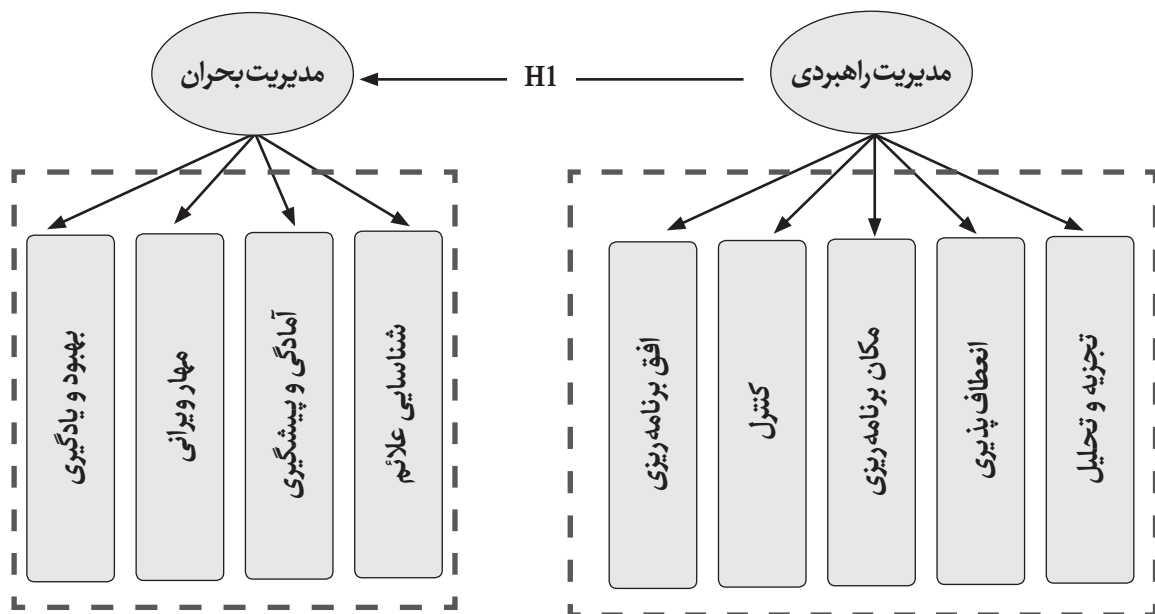 مدیریت راهبردی
H1
مدیریت بحران
تجزیه و تحلیل
انعطاف‌پذیری
مکان برنامه‌ریزی
کنترل
افق برنامه‌ریزی
شناسایی علائم
آمادگی و پیشگیری
مهار ویرانی
بهبود و یادگیری